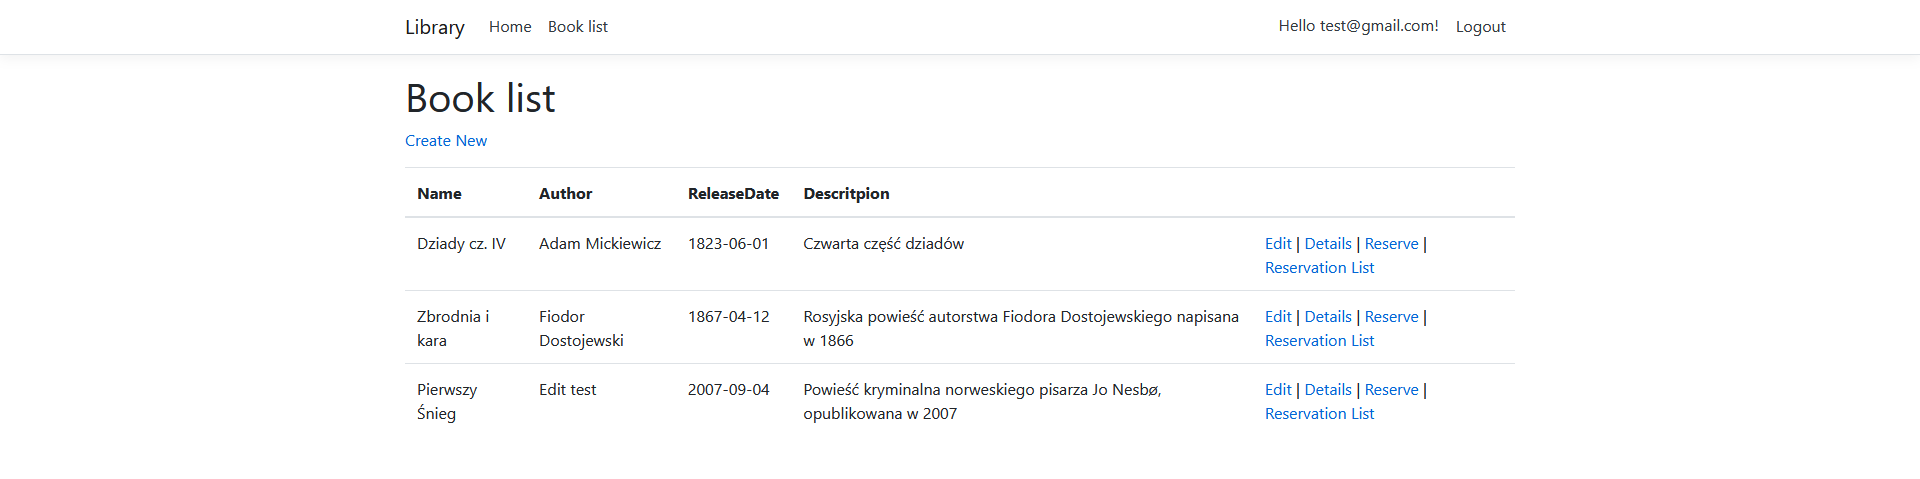 Library Home Book list Hello test@gmail.com! Logout
Book list
Create New
Name Author ReleaseDate Descritpion
Dziady cz. IV Adam Mickiewicz 1823-06-01 Czwarta część dziadów Edit | Details | Reserve |
Reservation List
Zbrodnia i Fiodor 1867-04-12 Rosyjska powieść autorstwa Fiodora Dostojewskiego napisana Edit | Details | Reserve |
kara Dostojewski w 1866 Reservation List
Pierwszy Edit test 2007-09-04 Powieść kryminalna norweskiego pisarza Jo Nesbø, Edit | Details | Reserve |
Śnieg opublikowana w 2007 Reservation List